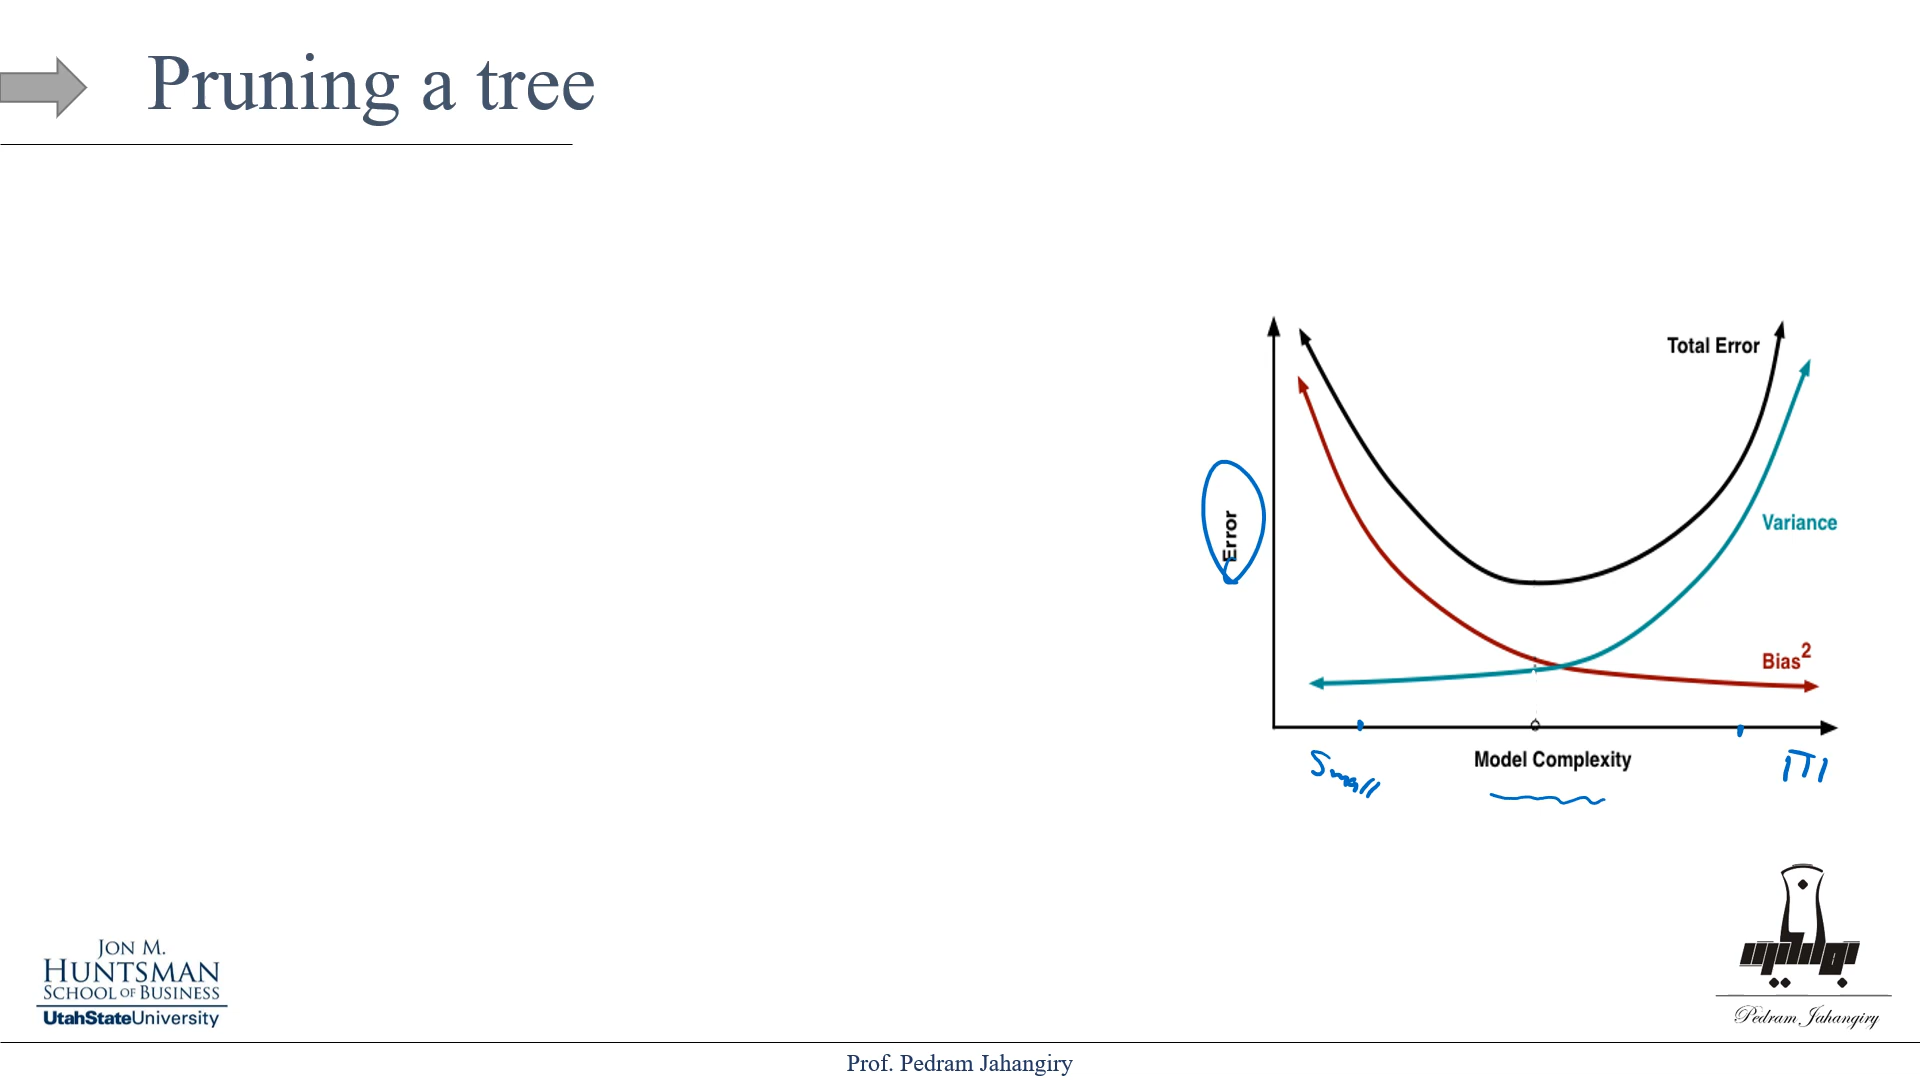 Pruning a tree
Total Error
Error
Variance
Bias²
Model Complexity
Small
|T|
JON M.
HUNTSMAN
SCHOOL OF BUSINESS
UtahStateUniversity
Pedram Jahangiry
Prof. Pedram Jahangiry